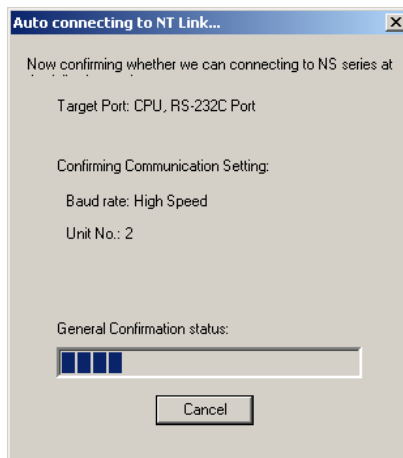 Auto connecting to NT Link...
Now confirming whether we can connecting to NS series at
Target Port: CPU, RS-232C Port
Confirming Communication Setting:
Baud rate: High Speed
Unit No.: 2
General Confirmation status:
Cancel